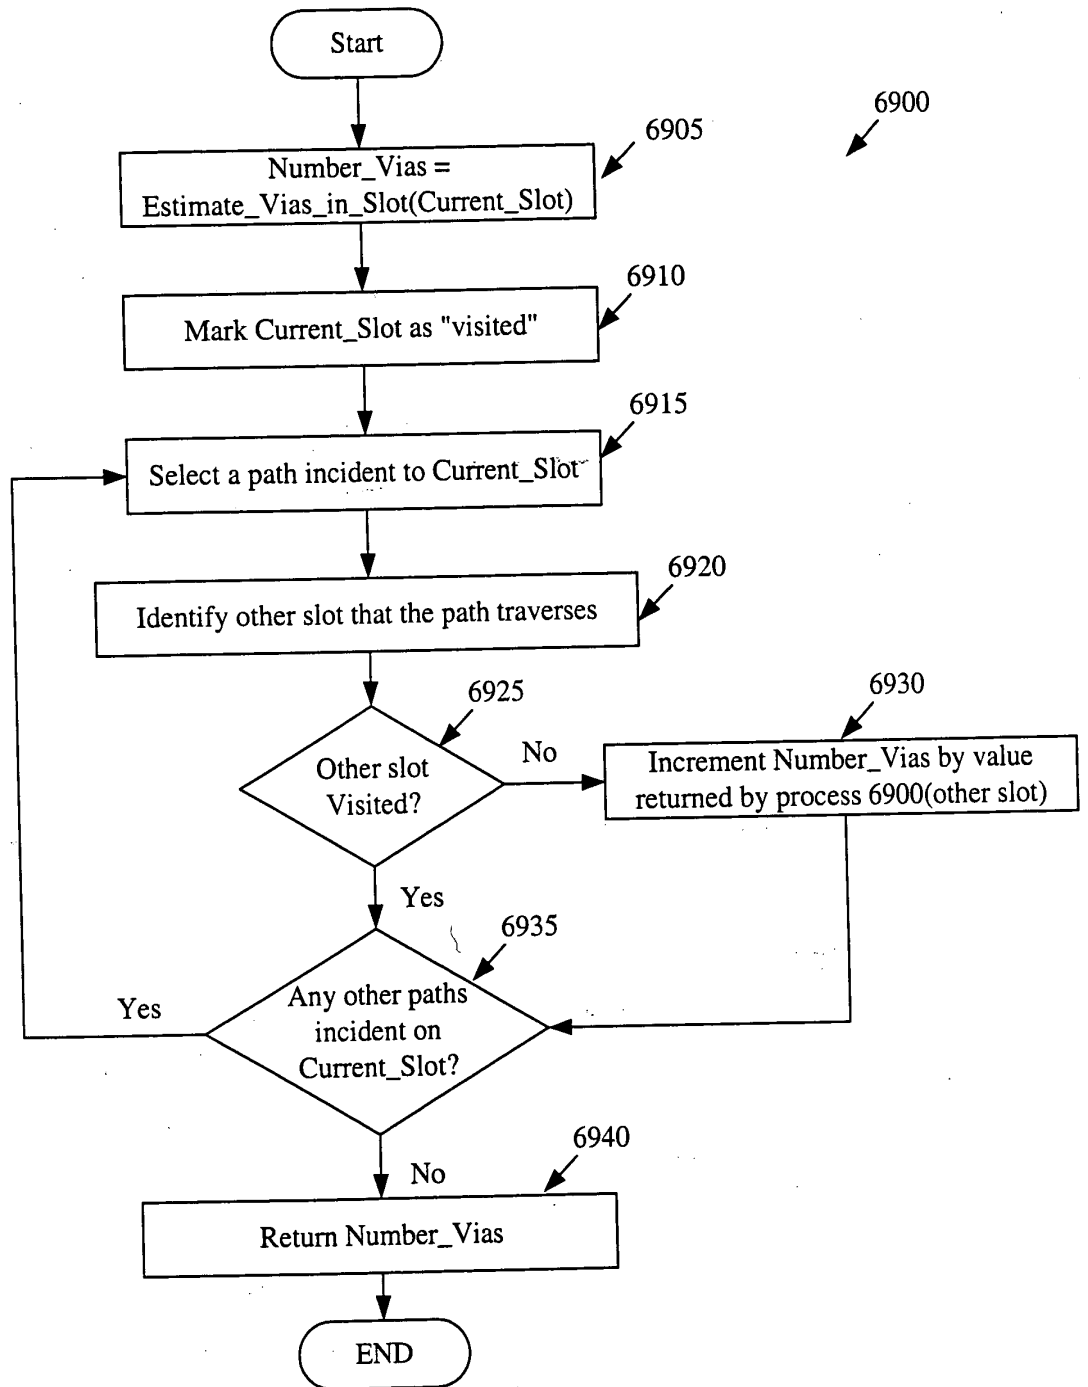 Start
6900
6905
Number_Vias =
Estimate_Vias_in_Slot(Current_Slot)
6910
Mark Current_Slot as "visited"
6915
Select a path incident to Current_Slot
6920
Identify other slot that the path traverses
6925
Other slot
Visited?
No
6930
Increment Number_Vias by value
returned by process 6900(other slot)
Yes
6935
Any other paths
incident on
Current_Slot?
Yes
No
6940
Return Number_Vias
END